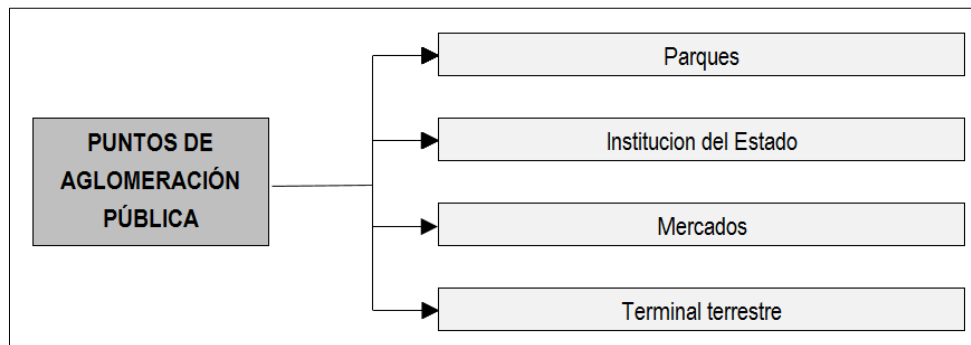 PUNTOS DE
AGLOMERACIÓN
PÚBLICA
Parques
Institucion del Estado
Mercados
Terminal terrestre